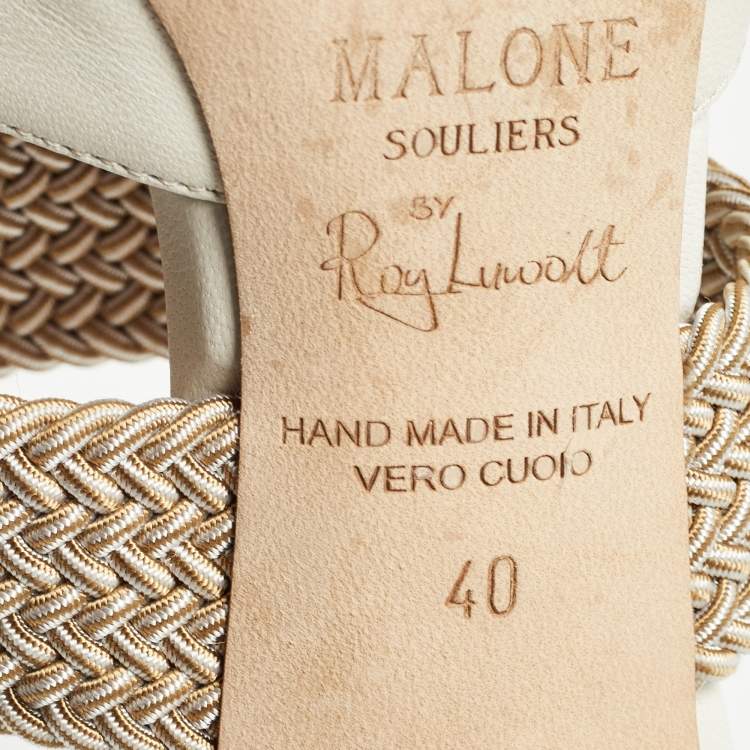 MALONE
SOULIERS
BY
Roy Luwolt
HAND MADE IN ITALY
VERO CUOIO
40